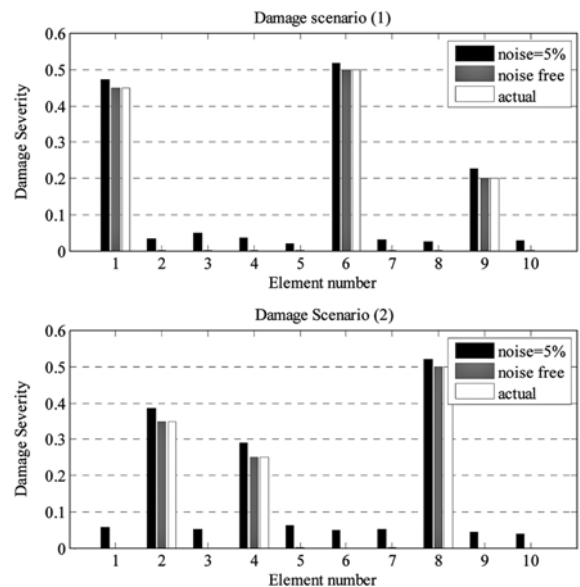 Damage scenario (1)
0.6
0.5
0.4
0.3
0.2
0.1
0
Damage Severity
noise=5%
noise free
actual
1 2 3 4 5 6 7 8 9 10
Element number
Damage Scenario (2)
0.6
0.5
0.4
0.3
0.2
0.1
0
Damage Severity
noise=5%
noise free
actual
1 2 3 4 5 6 7 8 9 10
Element number